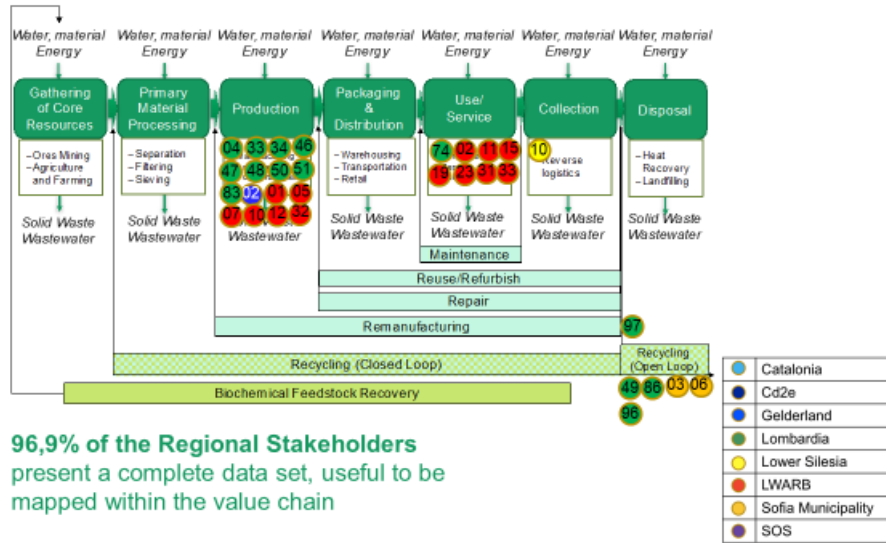 Water, material
Energy
Water, material
Energy
Water, material
Energy
Water, material
Energy
Water, material
Energy
Water, material
Energy
Water, material
Energy
Gathering
of Core
Resources
Primary
Material
Processing
Production
Packaging
&
Distribution
Use/
Service
Collection
Disposal
–Ores Mining
–Agriculture
and Farming
–Separation
–Filtering
–Sieving
04 33 34 46
47 48 50 51
83 02 01 05
07 10 12 32
–Warehousing
–Transportation
–Retail
74 02 11 15
19 23 31 33
10
Reverse
logistics
–Heat
Recovery
–Landfilling
Solid Waste
Wastewater
Solid Waste
Wastewater
Wastewater
Solid Waste
Wastewater
Solid Waste
Wastewater
Solid Waste
Wastewater
Solid Waste
Wastewater
Maintenance
Reuse/Refurbish
Repair
Remanufacturing
97
Recycling (Closed Loop)
Recycling
(Open Loop)
Biochemical Feedstock Recovery
49 86 03 06
96
96,9% of the Regional Stakeholders
present a complete data set, useful to be
mapped within the value chain
Catalonia
Cd2e
Gelderland
Lombardia
Lower Silesia
LWARB
Sofia Municipality
SOS